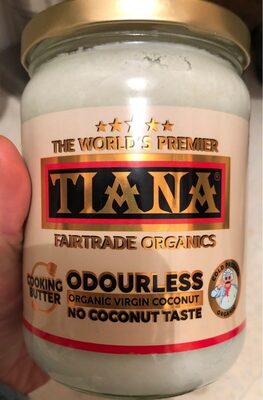 THE WORLD'S PREMIER
TIANA®
FAIRTRADE ORGANICS
COOKING
BUTTER
ODOURLESS
ORGANIC VIRGIN COCONUT
NO COCONUT TASTE